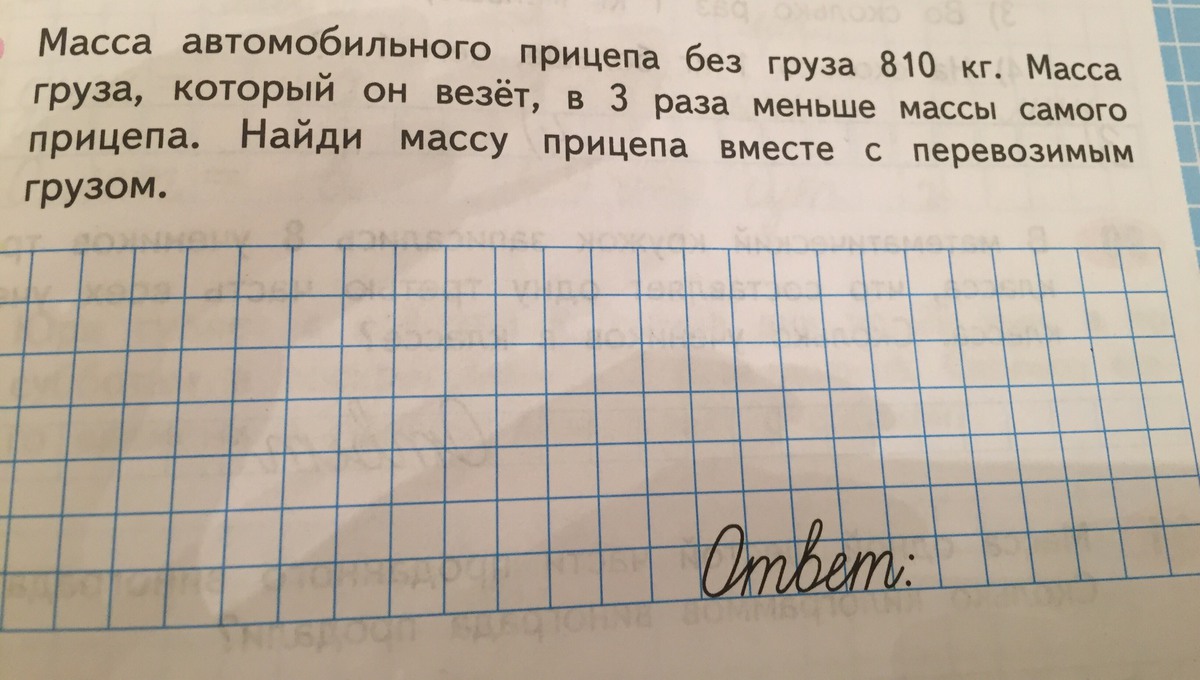 Масса автомобильного прицепа без груза 810 кг. Масса
груза, который он везёт, в 3 раза меньше массы самого
прицепа. Найди массу прицепа вместе с перевозимым
грузом.
Ответ: